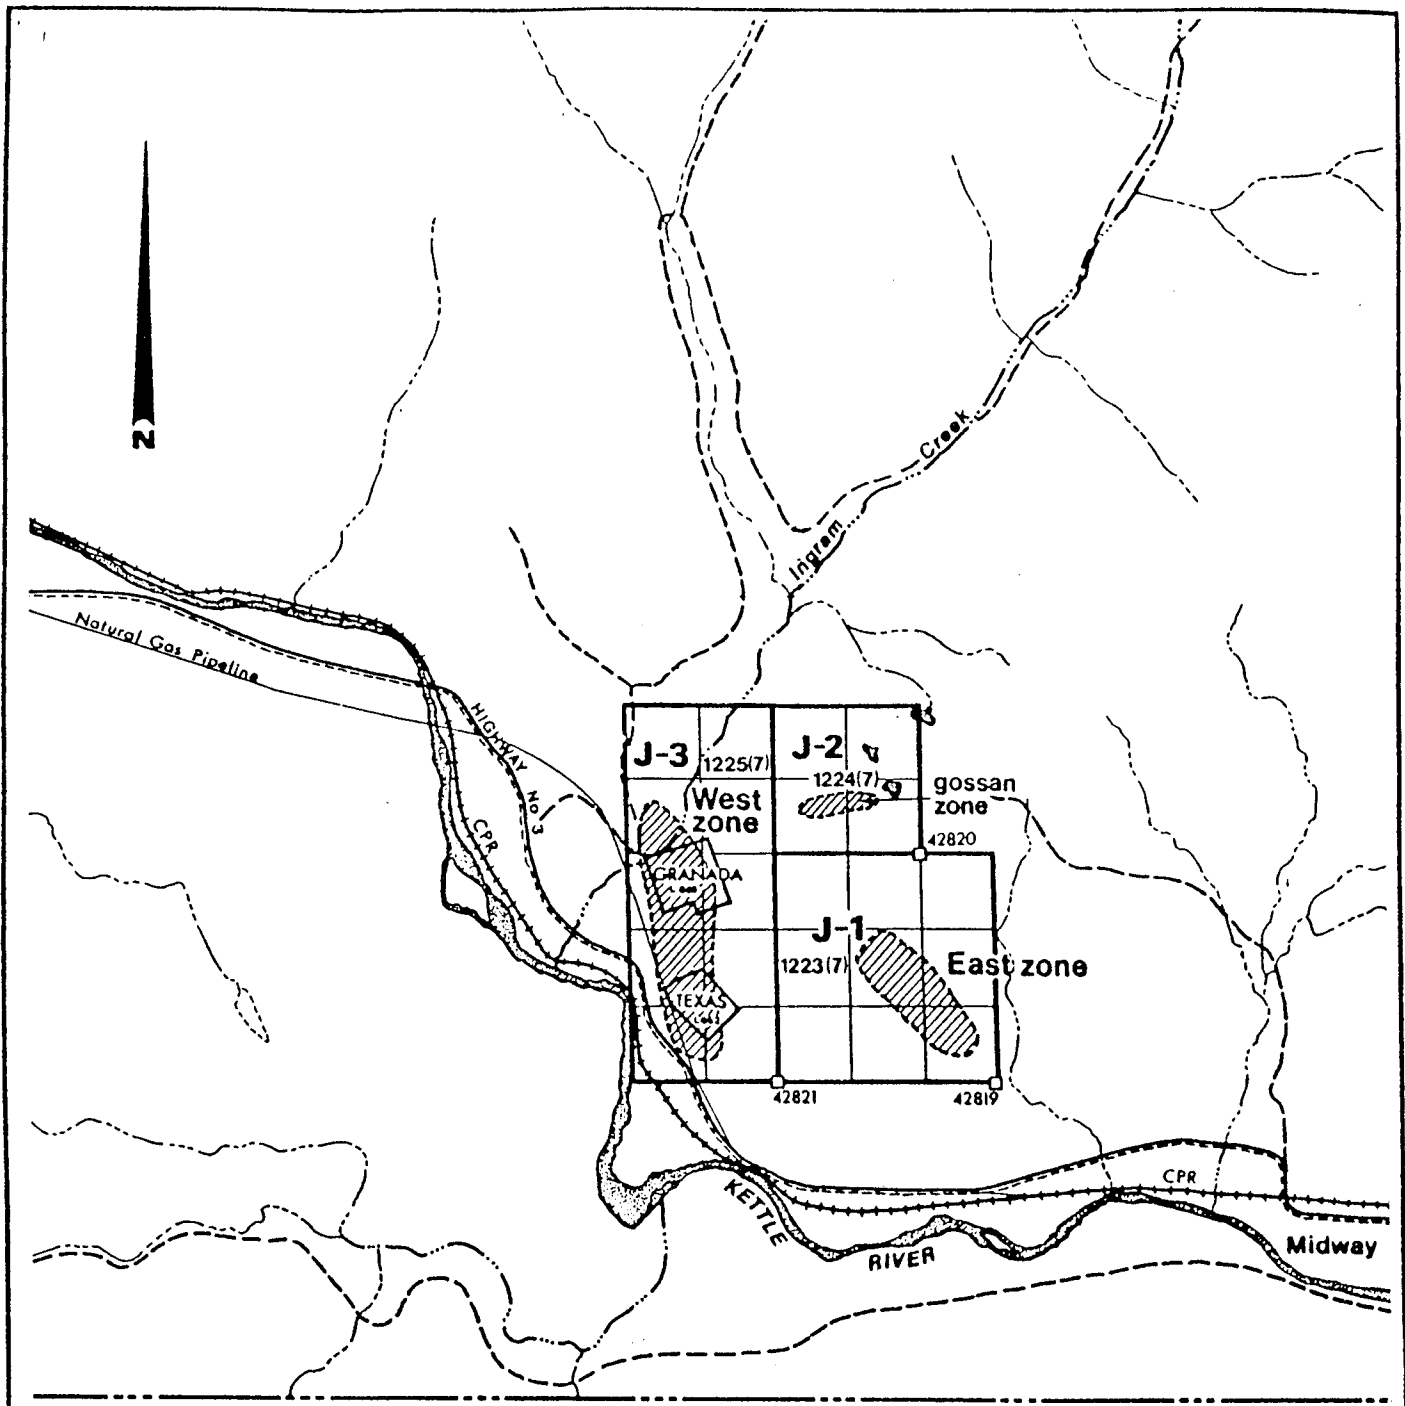 N
Creek
Ingram
Natural Gas Pipeline
HIGHWAY No 3
CPR
J-3
1225(7)
J-2
1224(7)
gossan
zone
West
zone
42820
GRANADA
J-1
1223(7)
East zone
TEXAS
42821
42819
CPR
KETTLE
RIVER
Midway